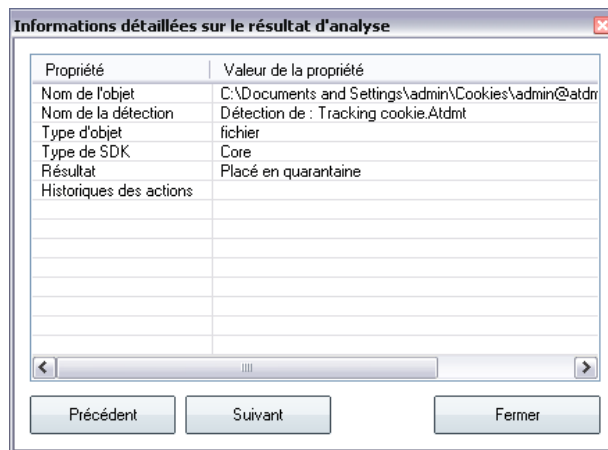 Informations détaillées sur le résultat d'analyse
Propriété Valeur de la propriété
Nom de l'objet C:\Documents and Settings\admin\Cookies\admin@atdm
Nom de la détection Détection de : Tracking cookie.Atdmt
Type d'objet fichier
Type de SDK Core
Résultat Placé en quarantaine
Historiques des actions
Précédent Suivant Fermer